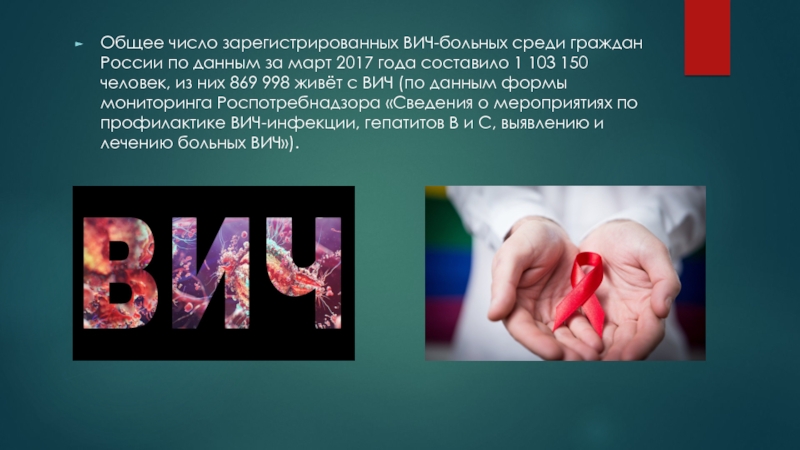 Общее число зарегистрированных ВИЧ-больных среди граждан
России по данным за март 2017 года составило 1 103 150
человек, из них 869 998 живёт с ВИЧ (по данным формы
мониторинга Роспотребнадзора «Сведения о мероприятиях по
профилактике ВИЧ-инфекции, гепатитов В и С, выявлению и
лечению больных ВИЧ»).
ВИЧ